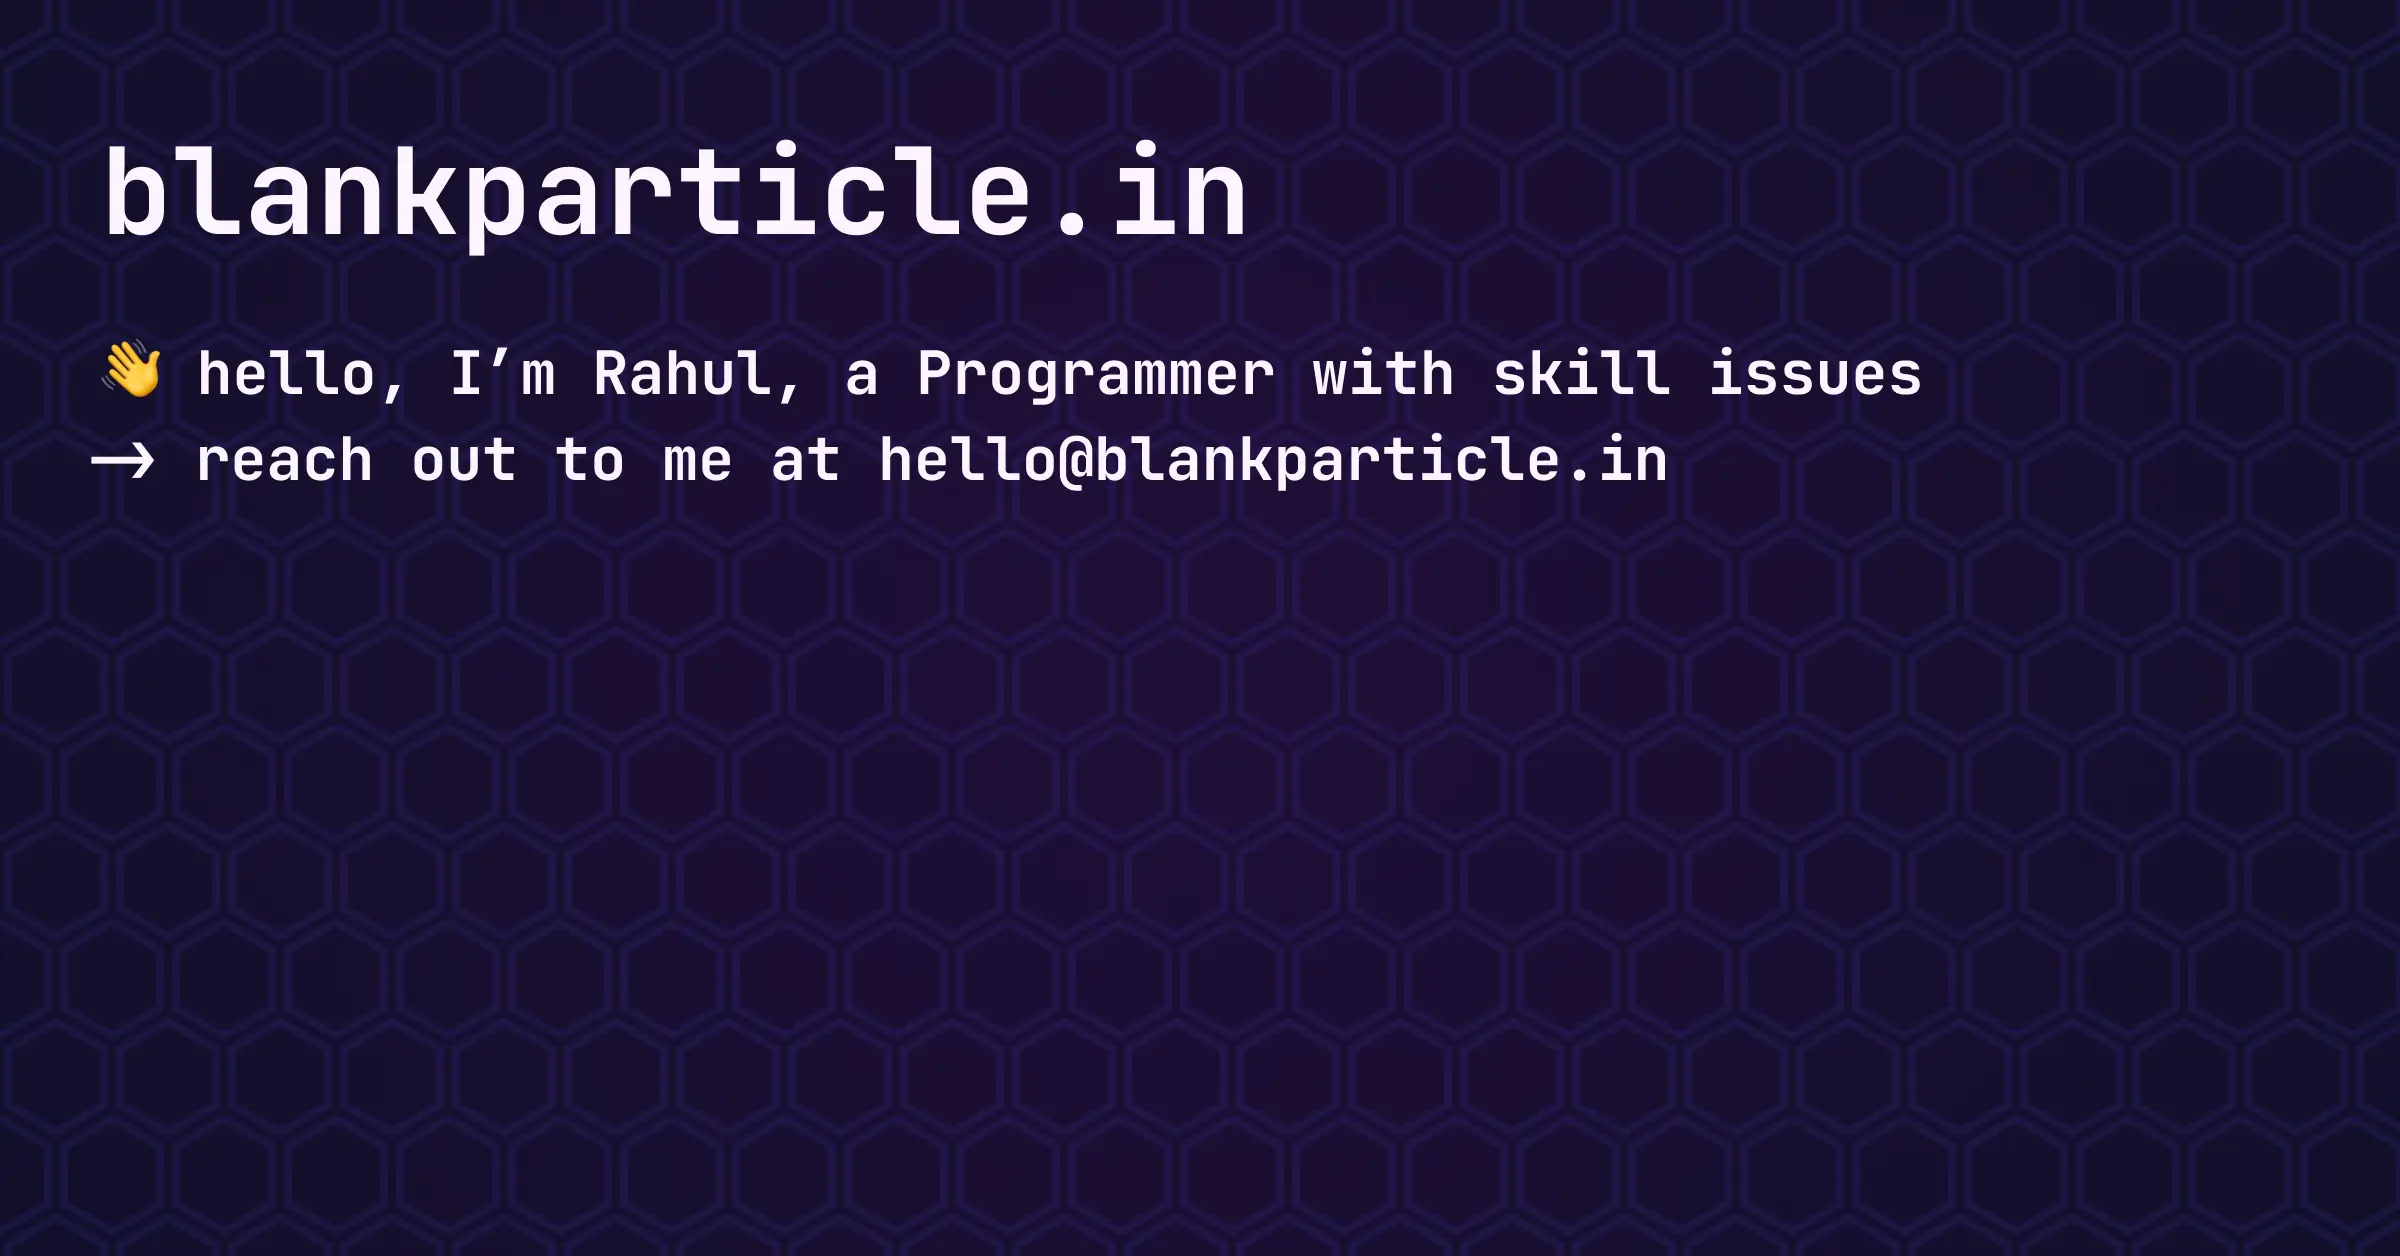 blankparticle.in
👋 hello, I’m Rahul, a Programmer with skill issues
→ reach out to me at hello@blankparticle.in